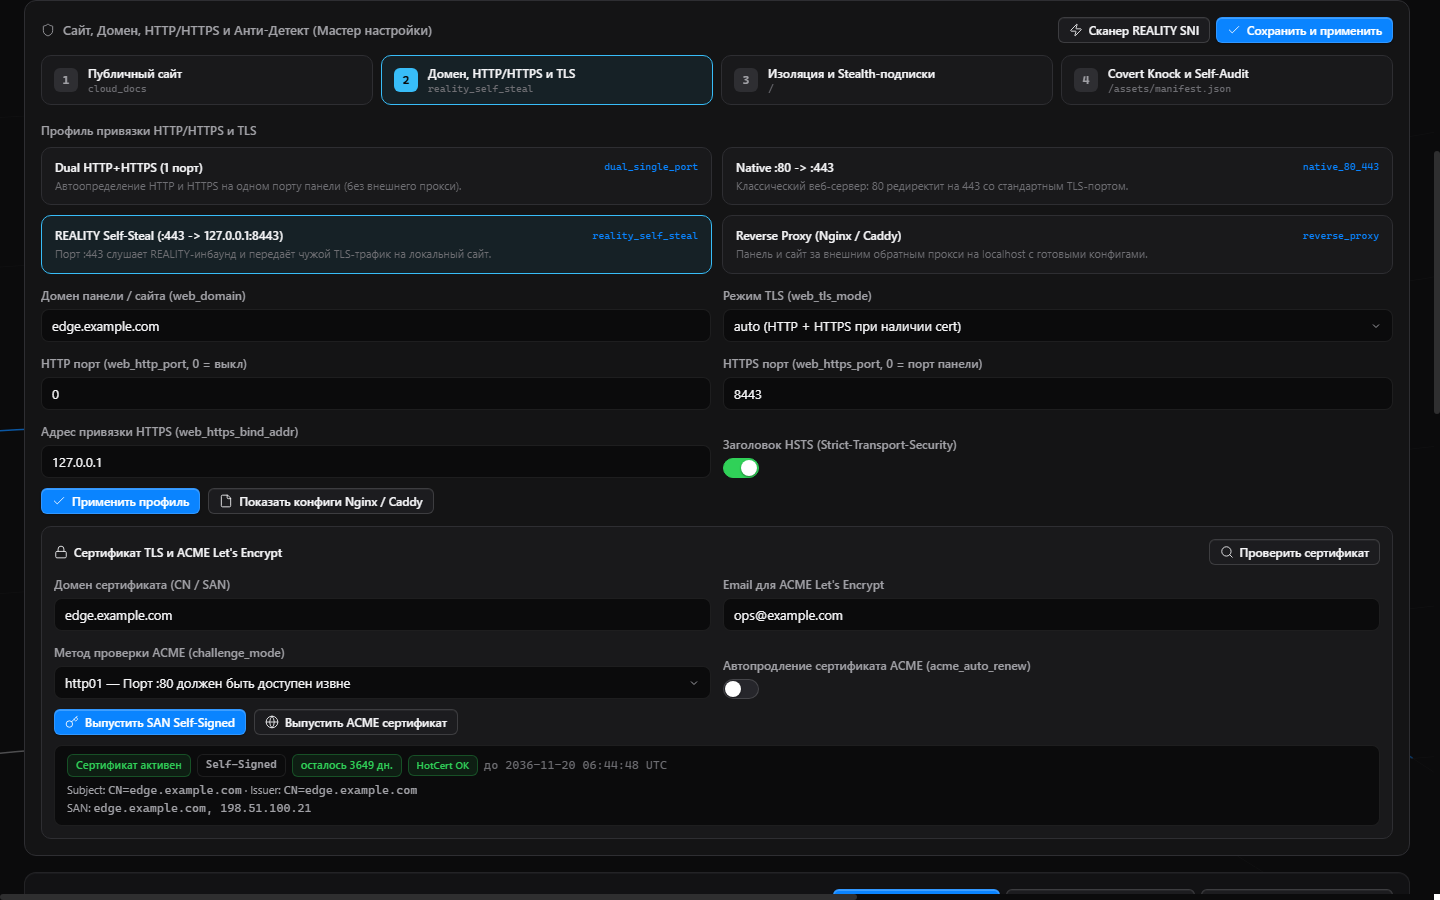 Сайт, Домен, HTTP/HTTPS и Анти-Детект (Мастер настройки)
Сканер REALITY SNI
Сохранить и применить
1
Публичный сайт
cloud_docs
2
Домен, HTTP/HTTPS и TLS
reality_self_steal
3
Изоляция и Stealth-подписки
/
4
Covert Knock и Self-Audit
/assets/manifest.json
Профиль привязки HTTP/HTTPS и TLS
Dual HTTP+HTTPS (1 порт)
dual_single_port
Автоопределение HTTP и HTTPS на одном порту панели (без внешнего прокси).
Native :80 -> :443
native_80_443
Классический веб-сервер: 80 редиректит на 443 со стандартным TLS-портом.
REALITY Self-Steal (:443 -> 127.0.0.1:8443)
reality_self_steal
Порт :443 слушает REALITY-инбаунд и передаёт чужой TLS-трафик на локальный сайт.
Reverse Proxy (Nginx / Caddy)
reverse_proxy
Панель и сайт за внешним обратным прокси на localhost с готовыми конфигами.
Домен панели / сайта (web_domain)
edge.example.com
Режим TLS (web_tls_mode)
auto (HTTP + HTTPS при наличии cert)
HTTP порт (web_http_port, 0 = выкл)
0
HTTPS порт (web_https_port, 0 = порт панели)
8443
Адрес привязки HTTPS (web_https_bind_addr)
127.0.0.1
Заголовок HSTS (Strict-Transport-Security)
Применить профиль
Показать конфиги Nginx / Caddy
Сертификат TLS и ACME Let's Encrypt
Проверить сертификат
Домен сертификата (CN / SAN)
edge.example.com
Email для ACME Let's Encrypt
ops@example.com
Метод проверки ACME (challenge_mode)
http01 — Порт :80 должен быть доступен извне
Автопродление сертификата ACME (acme_auto_renew)
Выпустить SAN Self-Signed
Выпустить ACME сертификат
Сертификат активен
Self-Signed
осталось 3649 дн.
HotCert OK
до 2036-11-20 06:44:48 UTC
Subject: CN=edge.example.com · Issuer: CN=edge.example.com
SAN: edge.example.com, 198.51.100.21